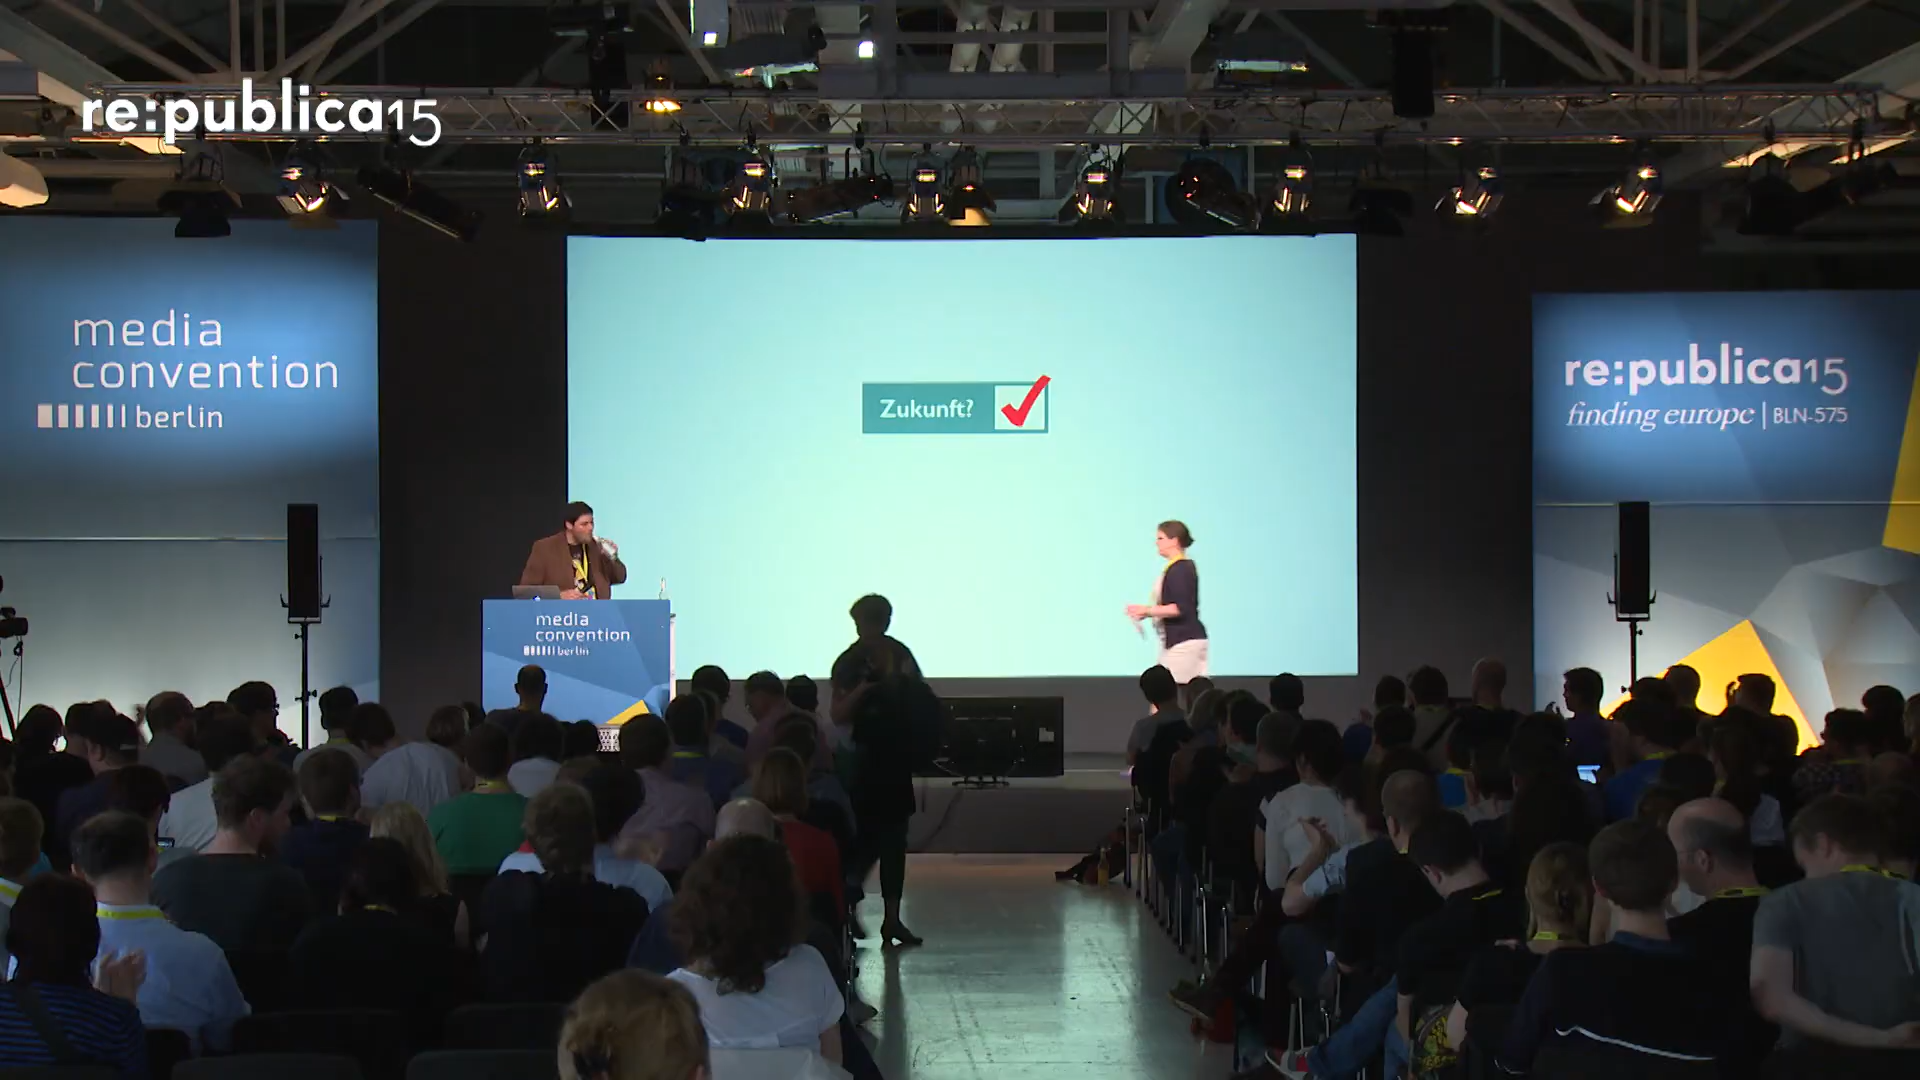 re:publica15
media
convention
berlin
Zukunft?
re:publica15
finding europe | BLN-575
media
convention
berlin